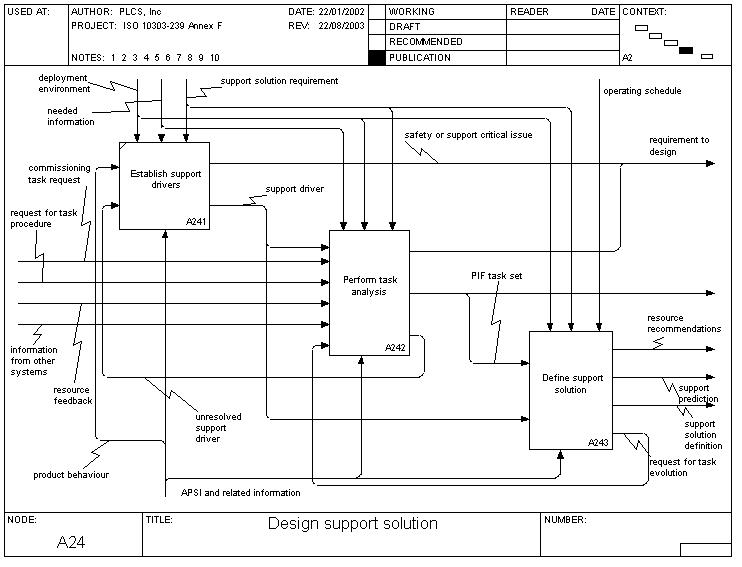 USED AT:
AUTHOR: PLCS, Inc
DATE: 22/01/2002
PROJECT: ISO 10303-239 Annex F
REV: 22/08/2003
NOTES: 1 2 3 4 5 6 7 8 9 10
WORKING
DRAFT
RECOMMENDED
PUBLICATION
READER DATE
CONTEXT:
A2
deployment
environment
support solution requirement
needed
information
operating schedule
safety or support critical issue
requirement to
design
commissioning
task request
Establish support
drivers
A241
support driver
request for task
procedure
Perform task
analysis
A242
PIF task set
information
from other
systems
resource
feedback
resource
recommendations
Define support
solution
A243
support
prediction
support
solution
definition
unresolved
support
driver
request for task
evolution
product behaviour
APSI and related information
NODE:
A24
TITLE:
Design support solution
NUMBER: